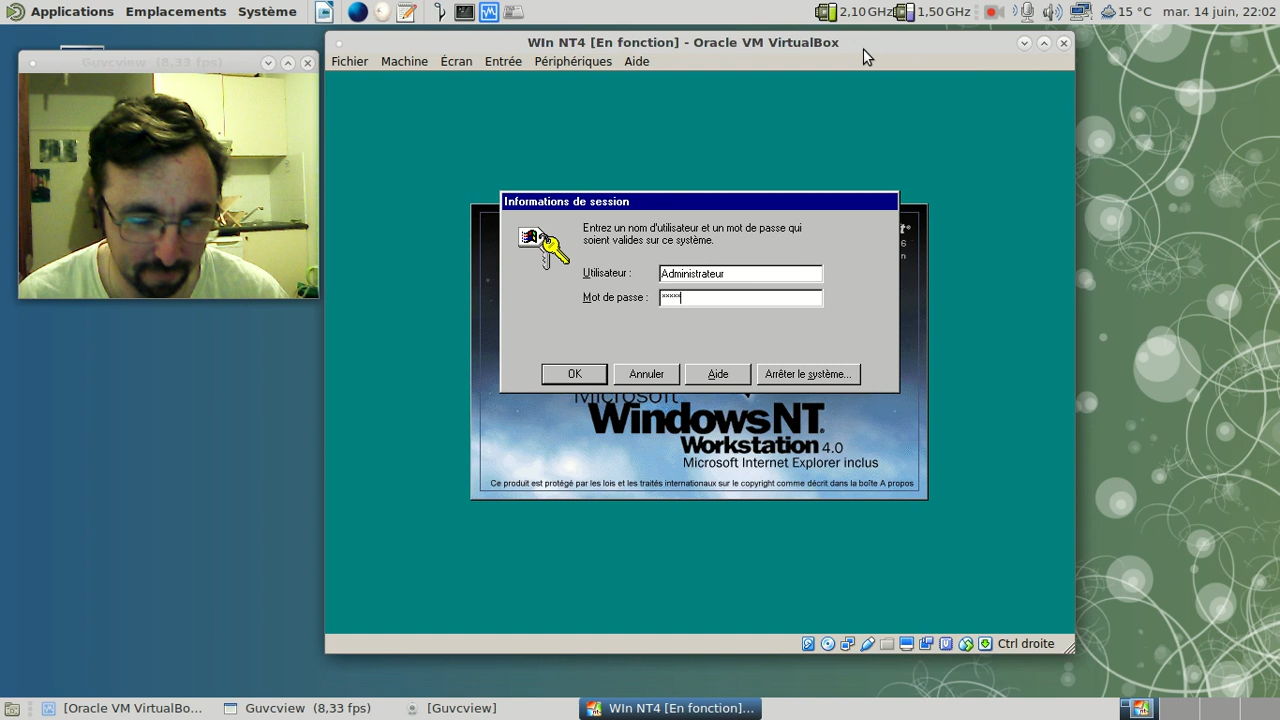 Applications Emplacements Système 2,10 GHz 1,50 GHz 15 °C mar. 14 juin, 22:02
Guvcview (8,33 fps)
WIn NT4 [En fonction] - Oracle VM VirtualBox
Fichier Machine Écran Entrée Périphériques Aide
Informations de session
Entrez un nom d'utilisateur et un mot de passe qui
soient valides sur ce système.
Utilisateur : Administrateur
Mot de passe : *****
OK Annuler Aide Arrêter le système...
Microsoft
WindowsNT.
Workstation 4.0
Microsoft Internet Explorer inclus
Ce produit est protégé par les lois et les traités internationaux sur le copyright comme décrit dans la boîte A propos
Ctrl droite
[Oracle VM VirtualBo... Guvcview (8,33 fps) [Guvcview] WIn NT4 [En fonction]...